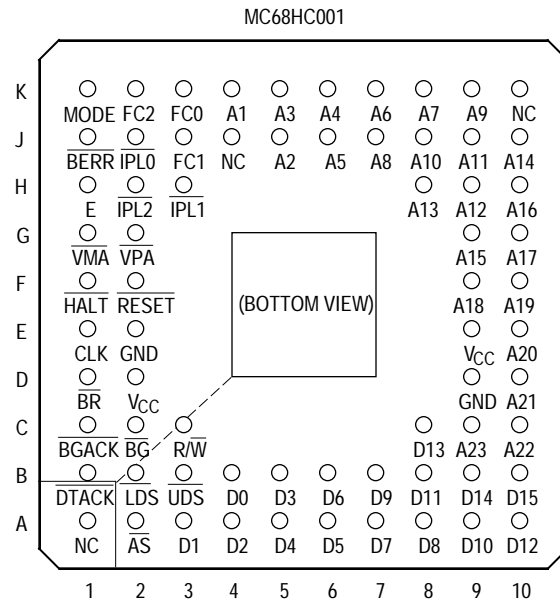 MC68HC001
K
MODE FC2 FC0 A1 A3 A4 A6 A7 A9 NC
J
BERR IPL0 FC1 NC A2 A5 A8 A10 A11 A14
H
E IPL2 IPL1 A13 A12 A16
G
VMA VPA A15 A17
F
HALT RESET (BOTTOM VIEW) A18 A19
E
CLK GND VCC A20
D
BR VCC GND A21
C
BGACK BG R/W D13 A23 A22
B
DTACK LDS UDS D0 D3 D6 D9 D11 D14 D15
A
NC AS D1 D2 D4 D5 D7 D8 D10 D12
1 2 3 4 5 6 7 8 9 10